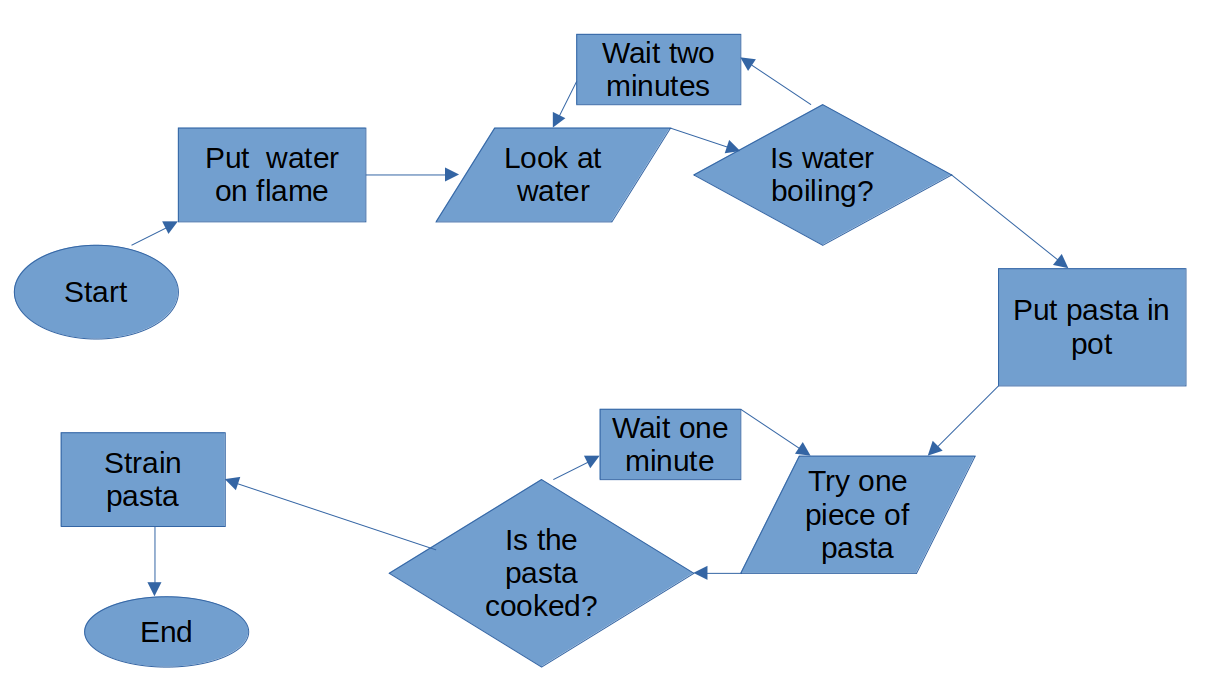 Start
Put  water
on flame
Look at
water
Wait two
minutes
Is water
boiling?
Put pasta in
pot
Try one
piece of
pasta
Wait one
minute
Is the
pasta
cooked?
Strain
pasta
End